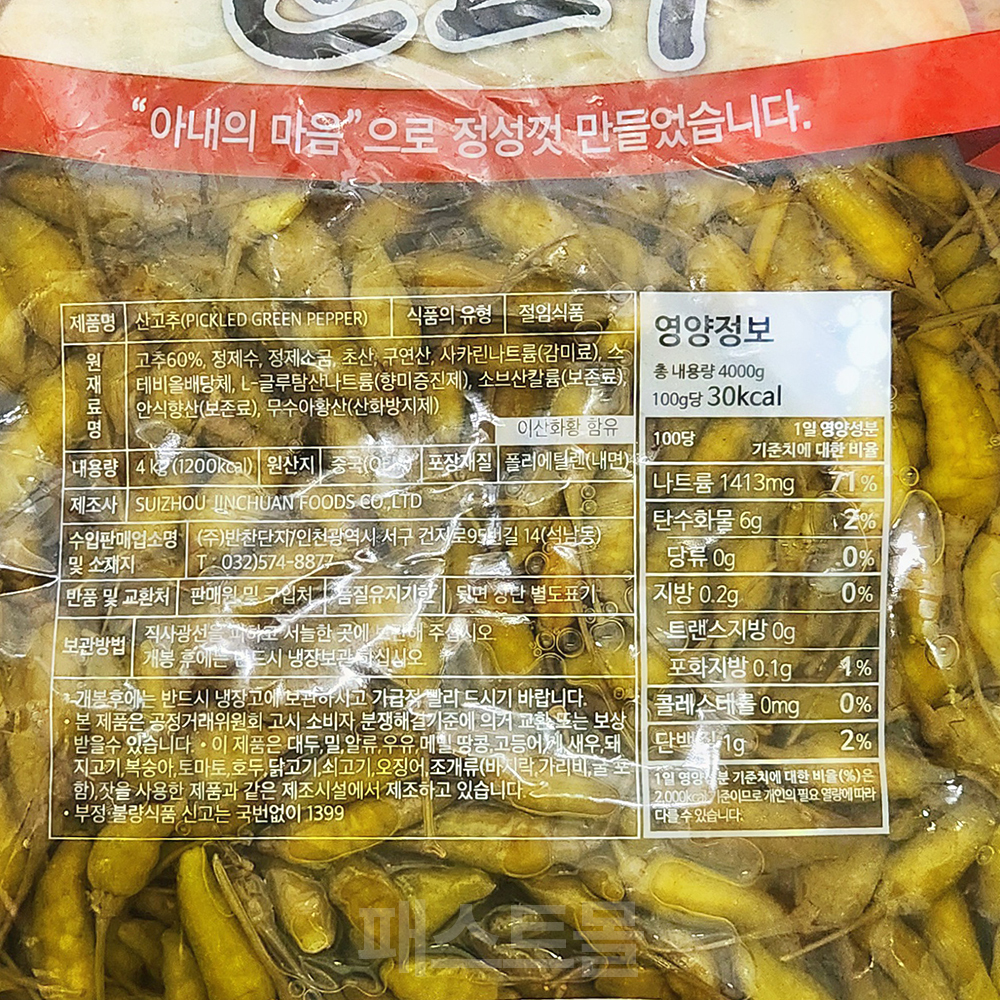 “아내의 마음”으로 정성껏 만들었습니다.
제품명 산고추(PICKLED GREEN PEPPER) 식품의 유형 절임식품
원재료명 고추60%, 정제수, 정제소금, 초산, 구연산, 사카린나트륨(감미료), 스
테비올배당체, L-글루탐산나트륨(향미증진제), 소브산칼륨(보존료),
안식향산(보존료), 무수아황산(산화방지제)
이산화황 함유
내용량 4 kg (1200kcal) 원산지 중국 포장재질 폴리에틸렌(내면)
제조사 SUIZHOU JINCHUAN FOODS CO.,LTD
수입판매업소명 (주)반찬단지/인천광역시 서구 건지로95번길 14(석남동)
및 소재지 T : 032)574-8877
반품 및 교환처 판매원 및 구입처 품질유지기한 뒷면 상단 별도표기
보관방법 직사광선을 피하고 서늘한 곳에 보관해 주십시오
개봉 후에는 반드시 냉장보관 하십시오.
• 개봉후에는 반드시 냉장고에 보관하시고 가급적 빨리 드시기 바랍니다.
• 본 제품은 공정거래위원회 고시 소비자 분쟁해결기준에 의거 교환 또는 보상
받을수 있습니다. • 이 제품은 대두,밀,알류,우유,메밀,땅콩,고등어,게,새우,돼
지고기,복숭아,토마토,호두,닭고기,쇠고기,오징어,조개류(바지락,가리비,굴 포
함),잣을 사용한 제품과 같은 제조시설에서 제조하고 있습니다.
• 부정·불량식품 신고는 국번없이 1399
영양정보
총 내용량 4000g
100g당 30kcal
100당 1일 영양성분
기준치에 대한 비율
나트륨 1413mg 71%
탄수화물 6g 2%
당류 0g 0%
지방 0.2g 0%
트랜스지방 0g
포화지방 0.1g 1%
콜레스테롤 0mg 0%
단백질 1g 2%
1일 영양성분 기준치에 대한 비율(%)은
2,000kcal 기준이므로 개인의 필요 열량에 따라
다를 수 있습니다.
패스트몰